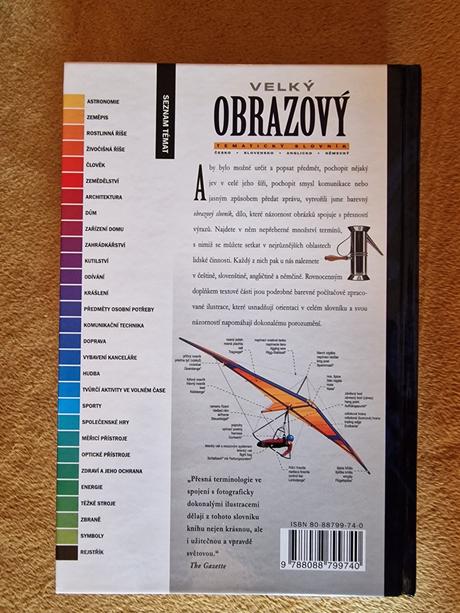 SEZNAM TÉMAT
ASTRONOMIE
ZEMĚPIS
ROSTLINNÁ ŘÍŠE
ŽIVOČIŠNÁ ŘÍŠE
ČLOVĚK
ZEMĚDĚLSTVÍ
ARCHITEKTURA
DŮM
ZAŘÍZENÍ DOMU
ZAHRÁDKÁŘSTVÍ
KUTILSTVÍ
ODÍVÁNÍ
KRÁŠLENÍ
PŘEDMĚTY OSOBNÍ POTŘEBY
KOMUNIKAČNÍ TECHNIKA
DOPRAVA
VYBAVENÍ KANCELÁŘE
HUDBA
TVŮRČÍ AKTIVITY VE VOLNÉM ČASE
SPORTY
SPOLEČENSKÉ HRY
MĚŘICÍ PŘÍSTROJE
OPTICKÉ PŘÍSTROJE
ZDRAVÍ A JEHO OCHRANA
ENERGIE
TĚŽKÉ STROJE
ZBRANĚ
SYMBOLY
REJSTŘÍK
VELKÝ
OBRAZOVÝ
TEMATICKÝ SLOVNÍK
ČESKO • SLOVENSKO • ANGLICKO • NĚMECKÝ
Aby bylo možné určit a popsat předmět, pochopit nějaký
jev v celé jeho šíři, pochopit smysl komunikace nebo
jasným způsobem předat zprávu, vytvořili jsme barevný
obrazový slovník, dílo, které názornost obrázků spojuje s přesností
výrazů. Najdete v něm nepřeberné množství termínů,
s nimiž se můžete setkat v nejrůznějších oblastech
lidské činnosti. Každý z nich pak u nás naleznete
v češtině, slovenštině, angličtině a němčině. Rovnocenným
doplňkem textové části jsou podrobné barevné počítačově zpraco-
vané ilustrace, které usnadňují orientaci v celém slovníku a svou
názorností napomáhají dokonalému porozumění.
„Přesná terminologie ve
spojení s fotograficky
dokonalými ilustracemi
dělají z tohoto slovníku
knihu nejen krásnou, ale
i užitečnou a vpravdě
světovou."
The Gazette
ISBN 80-88799-74-0
9 788088 799740